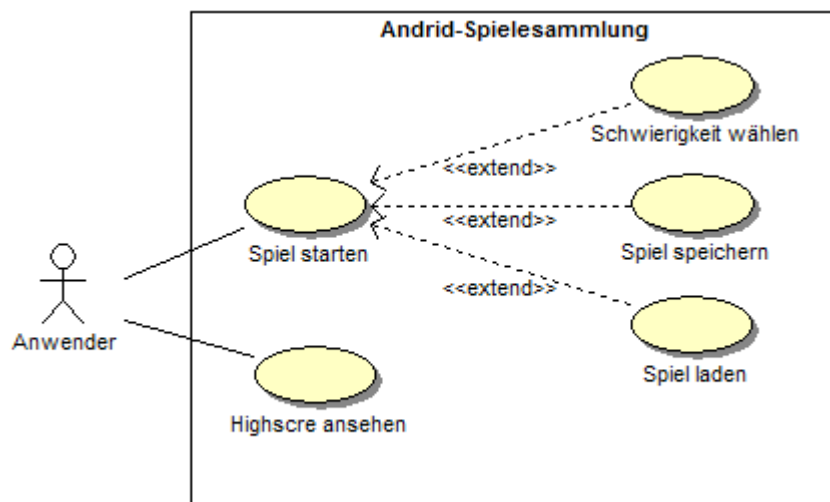 Andrid-Spielesammlung
Schwierigkeit wählen
<<extend>>
Spiel starten
<<extend>>
Spiel speichern
<<extend>>
Anwender
Spiel laden
Highscre ansehen